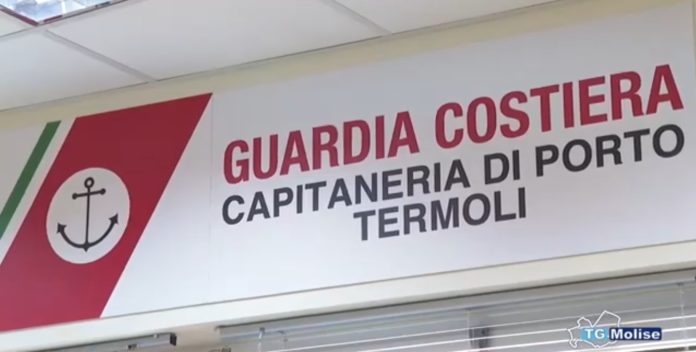 GUARDIA COSTIERA
CAPITANERIA DI PORTO
TERMOLI
TG Molise